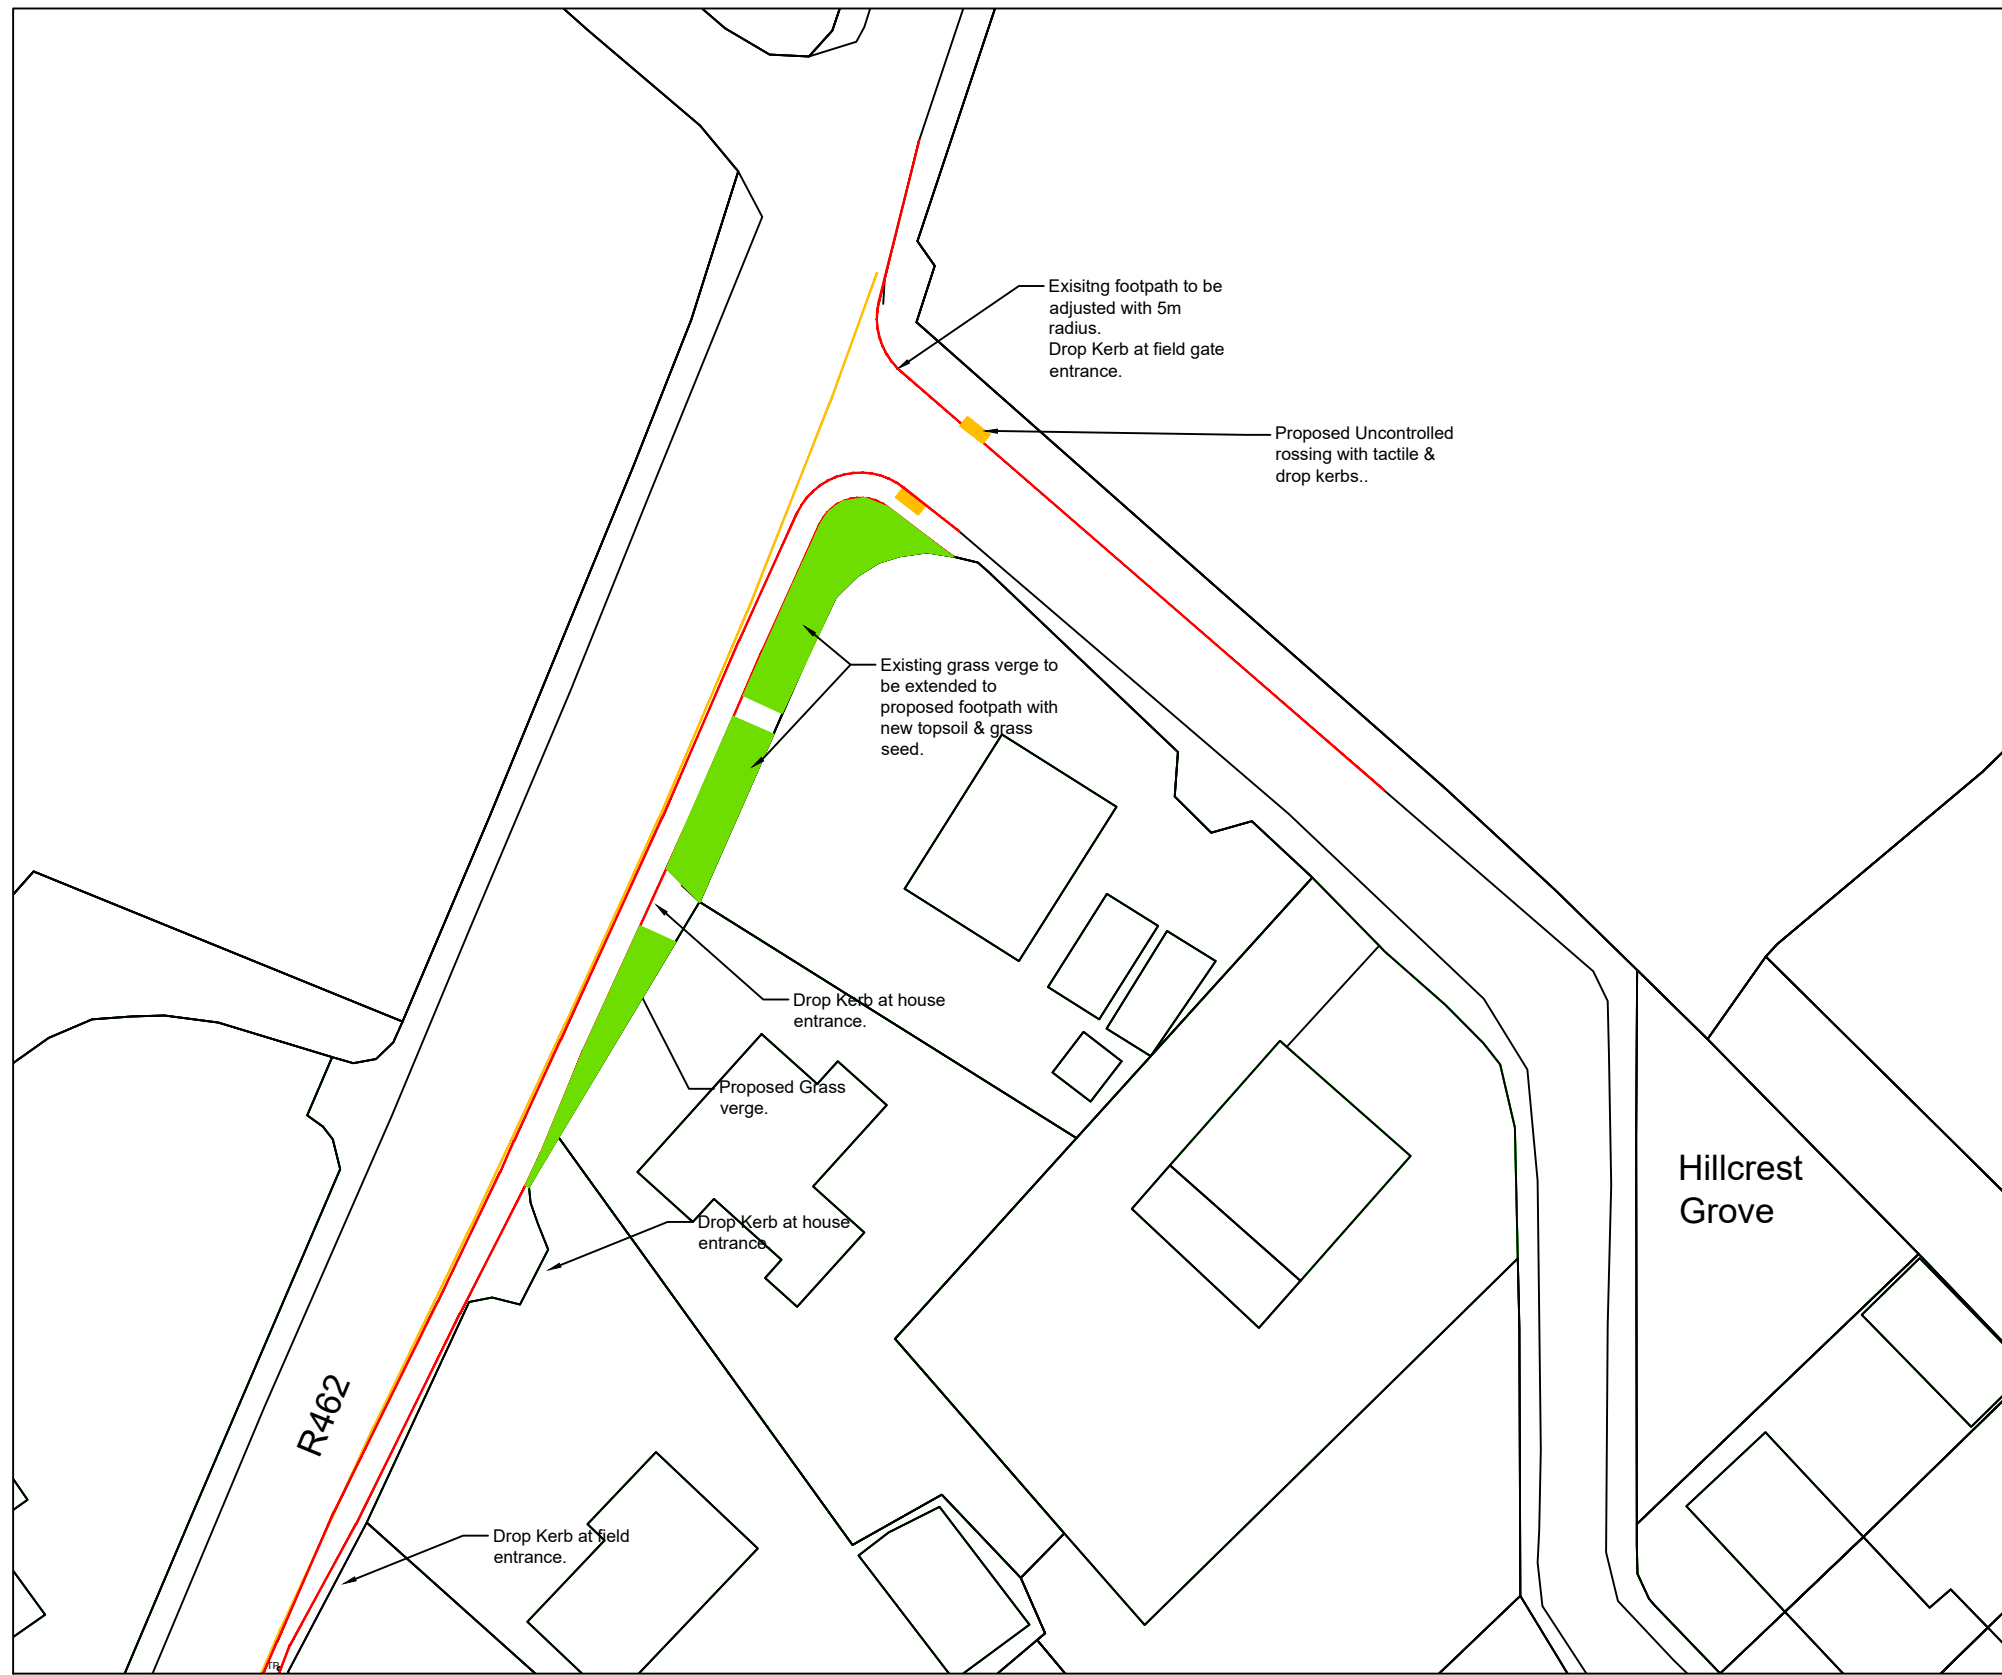 Exisitng footpath to be
adjusted with 5m
radius.
Drop Kerb at field gate
entrance.
Proposed Uncontrolled
rossing with tactile &
drop kerbs..
Existing grass verge to
be extended to
proposed footpath with
new topsoil & grass
seed.
Drop Kerb at house
entrance.
Proposed Grass
verge.
Hillcrest
Grove
Drop Kerb at house
entrance
R462
Drop Kerb at field
entrance.
TP